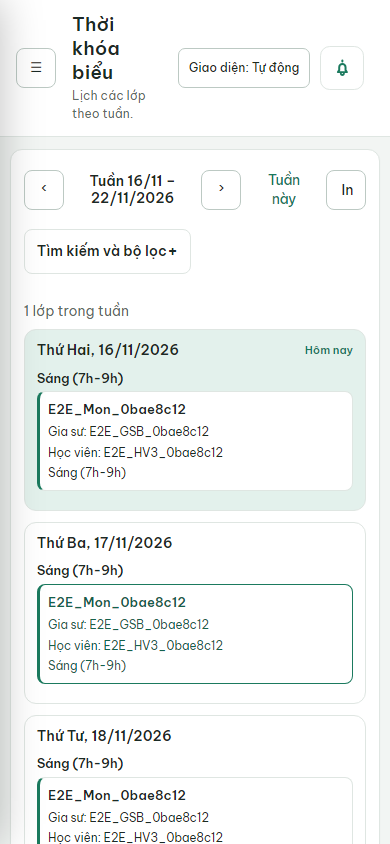 ☰
Thời
khóa
biểu
Lịch các lớp
theo tuần.
Giao diện: Tự động
‹
Tuần 16/11 –
22/11/2026
›
Tuần
này
In
Tìm kiếm và bộ lọc+
1 lớp trong tuần
Thứ Hai, 16/11/2026
Hôm nay
Sáng (7h-9h)
E2E_Mon_0bae8c12
Gia sư: E2E_GSB_0bae8c12
Học viên: E2E_HV3_0bae8c12
Sáng (7h-9h)
Thứ Ba, 17/11/2026
Sáng (7h-9h)
E2E_Mon_0bae8c12
Gia sư: E2E_GSB_0bae8c12
Học viên: E2E_HV3_0bae8c12
Sáng (7h-9h)
Thứ Tư, 18/11/2026
Sáng (7h-9h)
E2E_Mon_0bae8c12
Gia sư: E2E_GSB_0bae8c12
Học viên: E2E_HV3_0bae8c12